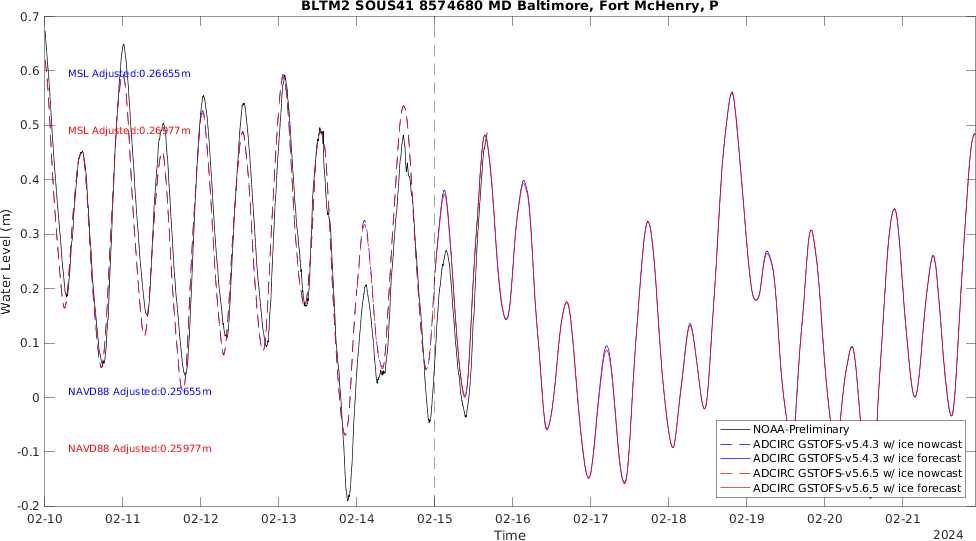 BLTM2 SOUS41 8574680 MD Baltimore, Fort McHenry, P
0.7
0.6
0.5
0.4
0.3
0.2
0.1
0
-0.1
-0.2
Water Level (m)
MSL Adjusted:0.26655m
MSL Adjusted:0.26977m
NAVD88 Adjusted:0.25655m
NAVD88 Adjusted:0.25977m
NOAA-Preliminary
ADCIRC GSTOFS-v5.4.3 w/ ice nowcast
ADCIRC GSTOFS-v5.4.3 w/ ice forecast
ADCIRC GSTOFS-v5.6.5 w/ ice nowcast
ADCIRC GSTOFS-v5.6.5 w/ ice forecast
02-10 02-11 02-12 02-13 02-14 02-15 02-16 02-17 02-18 02-19 02-20 02-21
Time
2024